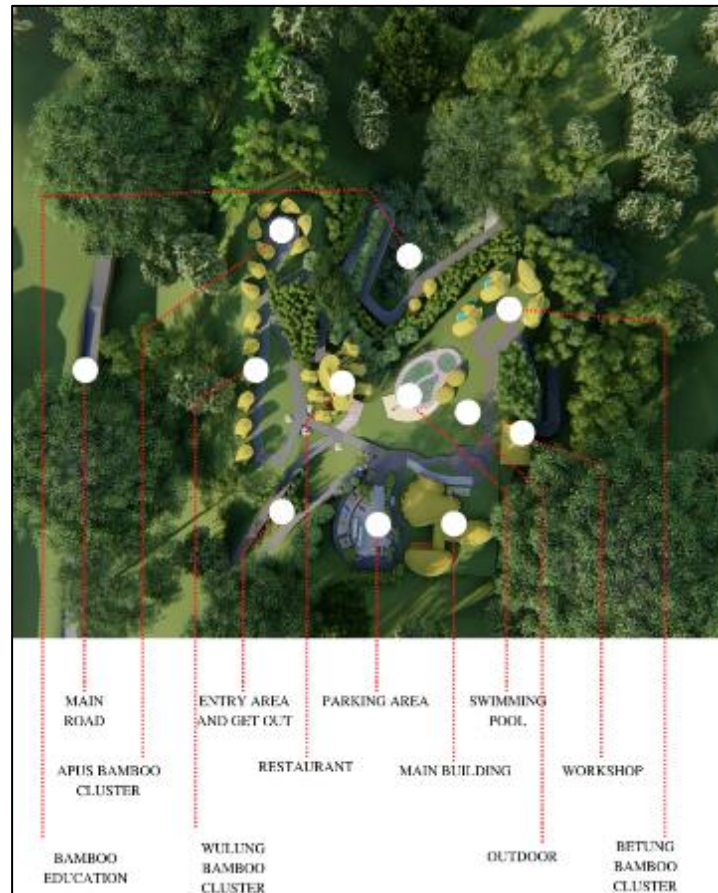 MAIN
ROAD
ENTRY AREA
AND GET OUT
PARKING AREA
SWIMMING
POOL
APUS BAMBOO
CLUSTER
RESTAURANT
MAIN BUILDING
WORKSHOP
BAMBOO
EDUCATION
WULUNG
BAMBOO
CLUSTER
OUTDOOR
BETUNG
BAMBOO
CLUSTER